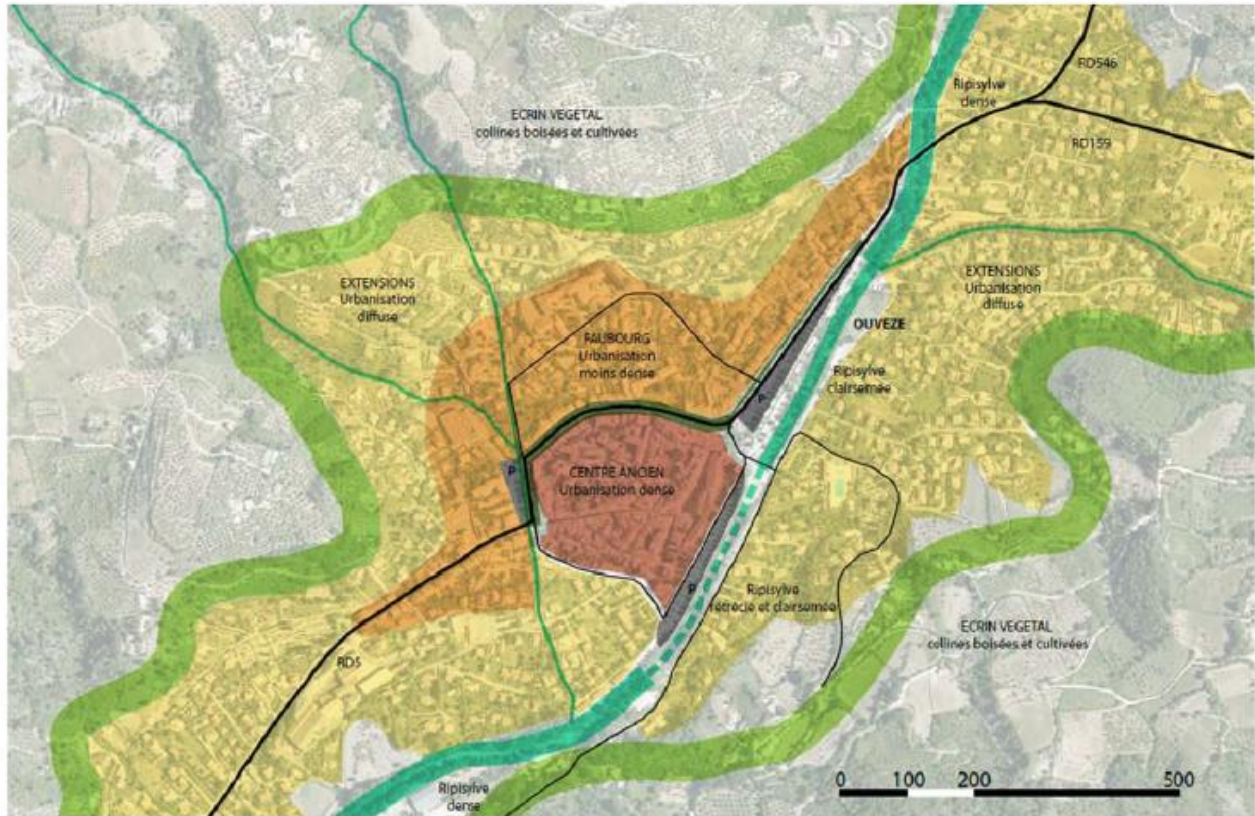 RD546
Ripisylve
dense
ECRIN VEGETAL
collines boisées et cultivées
RD159
EXTENSIONS
Urbanisation
diffuse
EXTENSIONS
Urbanisation
diffuse
OUVEZE
FAUBOURG
Urbanisation
moins dense
Ripisylve
clairsemée
P
P
CENTRE ANCIEN
Urbanisation dense
P
Ripisylve
rétrécie et clairsemée
ECRIN VEGETAL
collines boisées et cultivées
RD5
Ripisylve
dense
0 100 200 500